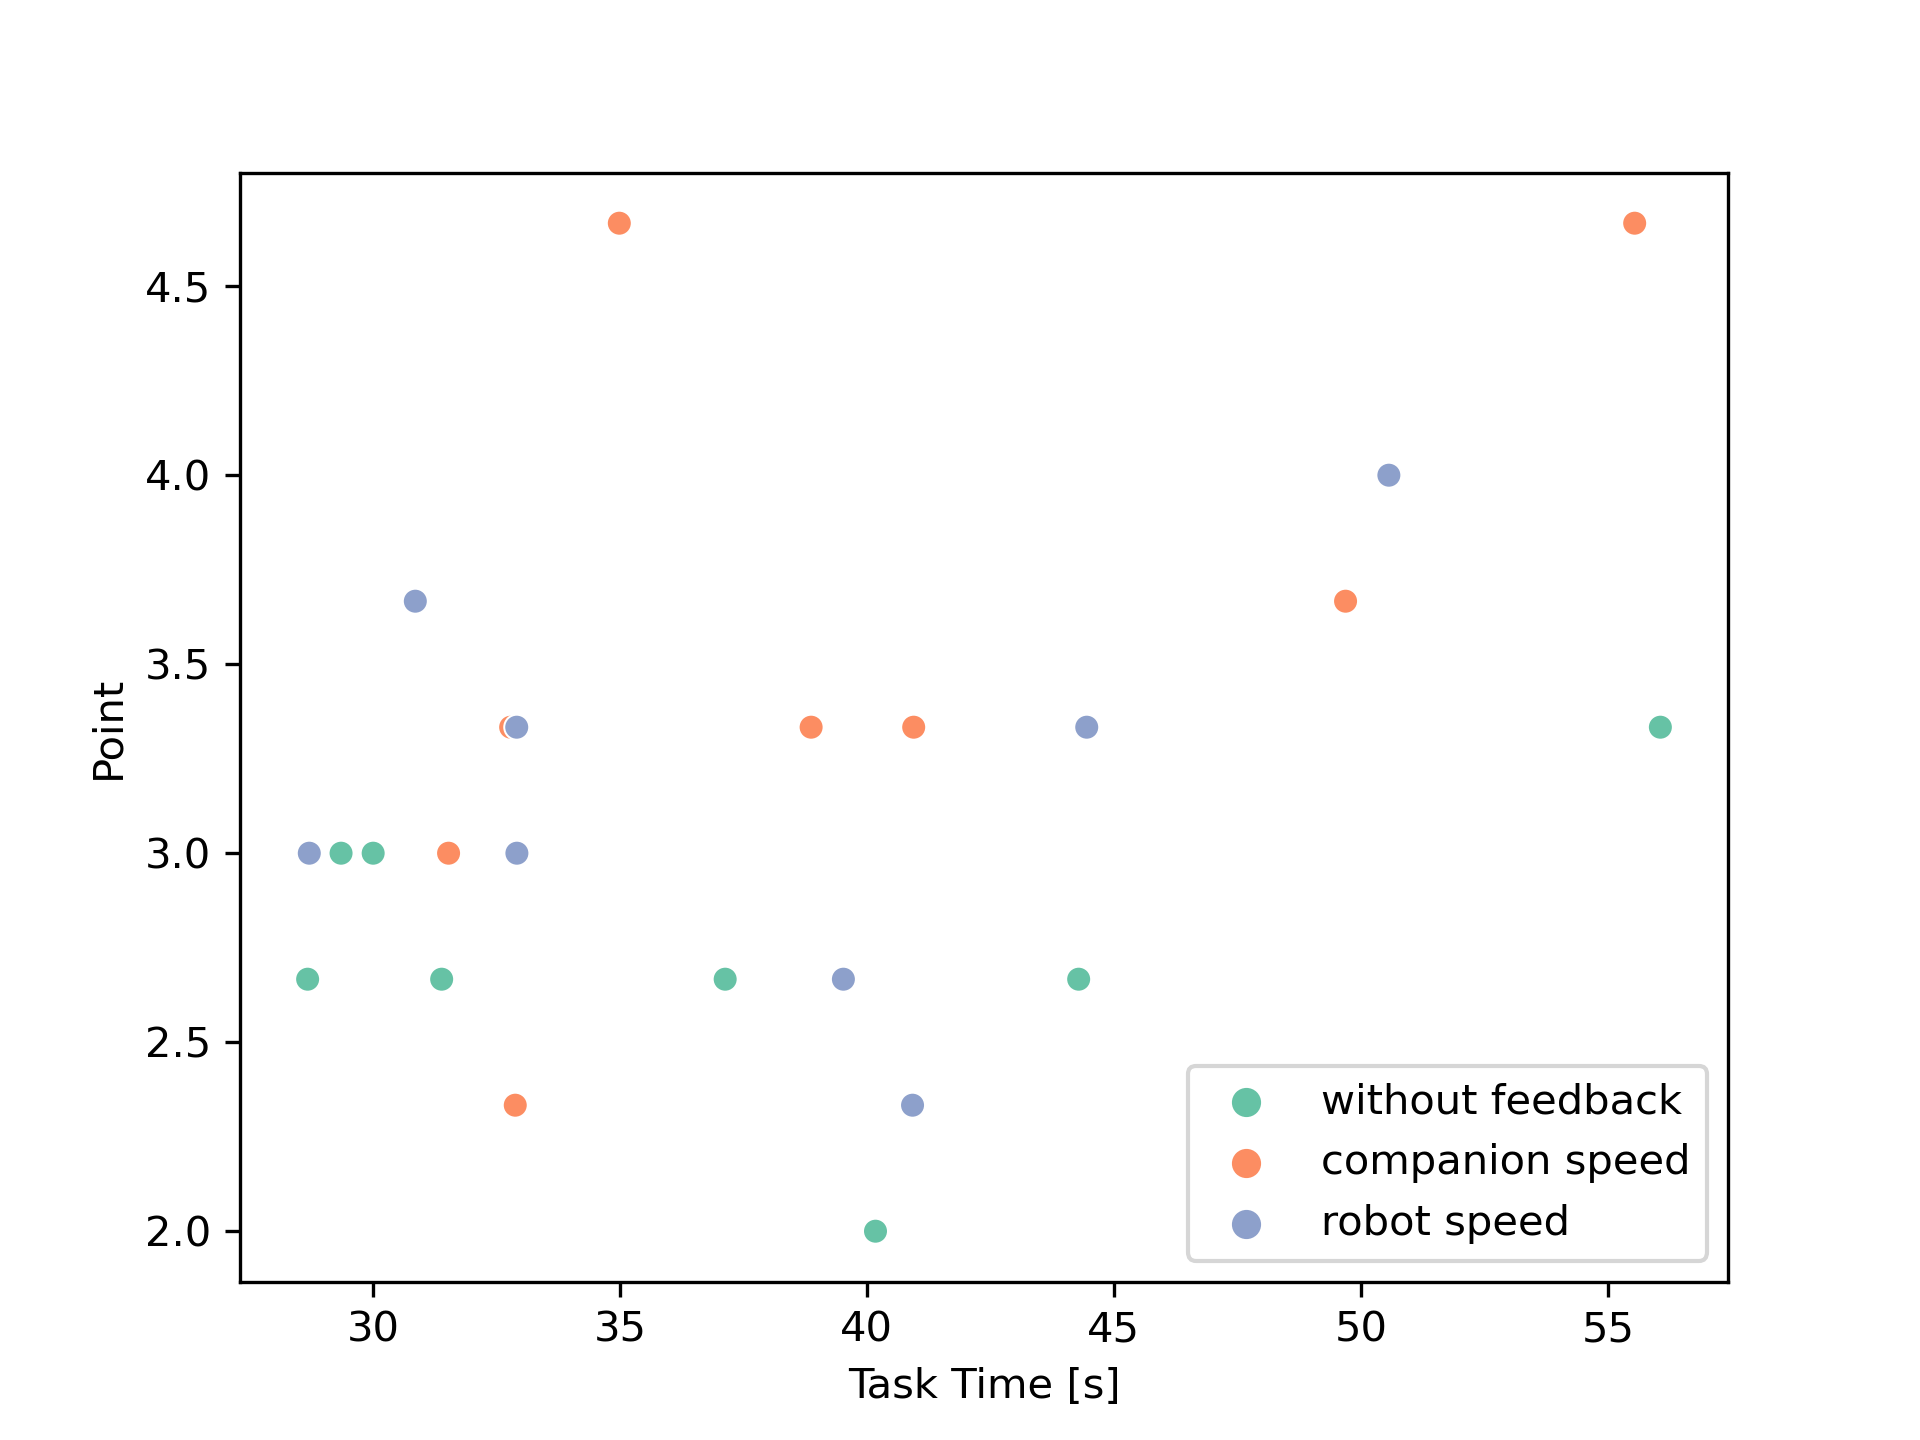 4.5
4.0
3.5
3.0
2.5
2.0
Point
30 35 40 45 50 55
Task Time [s]
without feedback
companion speed
robot speed